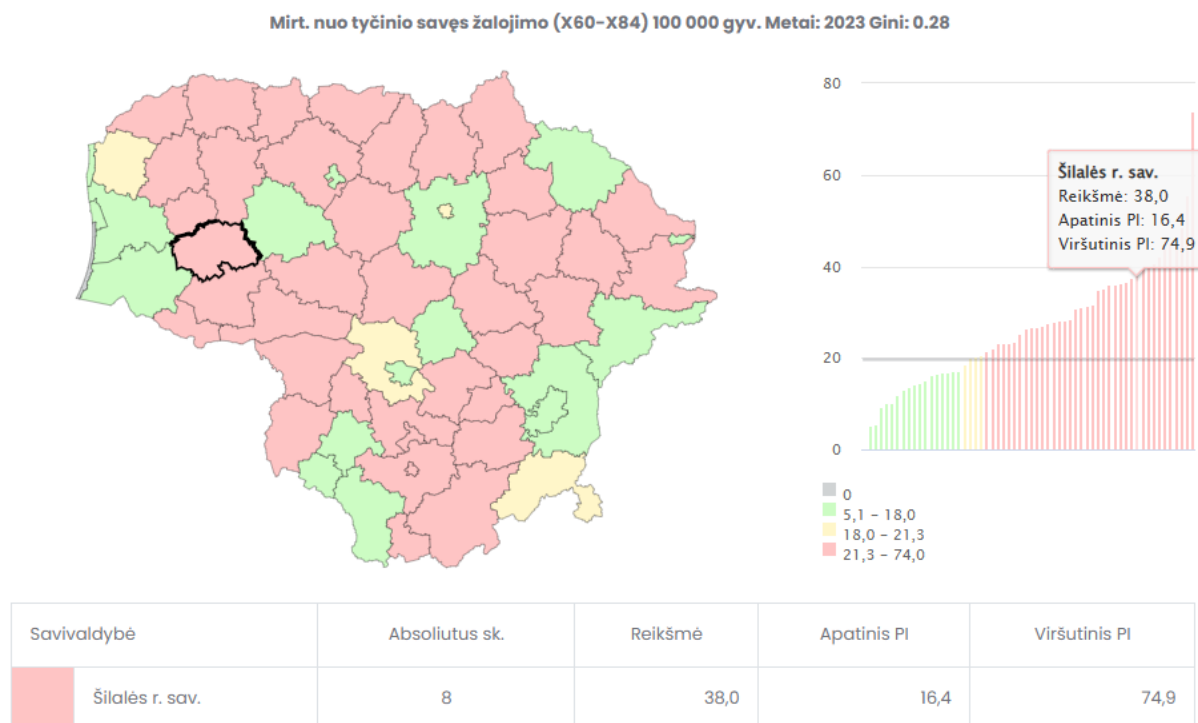 Mirt. nuo tyčinio savęs žalojimo (X60-X84) 100 000 gyv. Metai: 2023 Gini: 0.28
80
60
40
20
0
Šilalės r. sav.
Reikšmė: 38,0
Apatinis PI: 16,4
Viršutinis PI: 74,9
0
5,1 – 18,0
18,0 – 21,3
21,3 – 74,0
Savivaldybė Absoliutus sk. Reikšmė Apatinis PI Viršutinis PI
Šilalės r. sav. 8 38,0 16,4 74,9